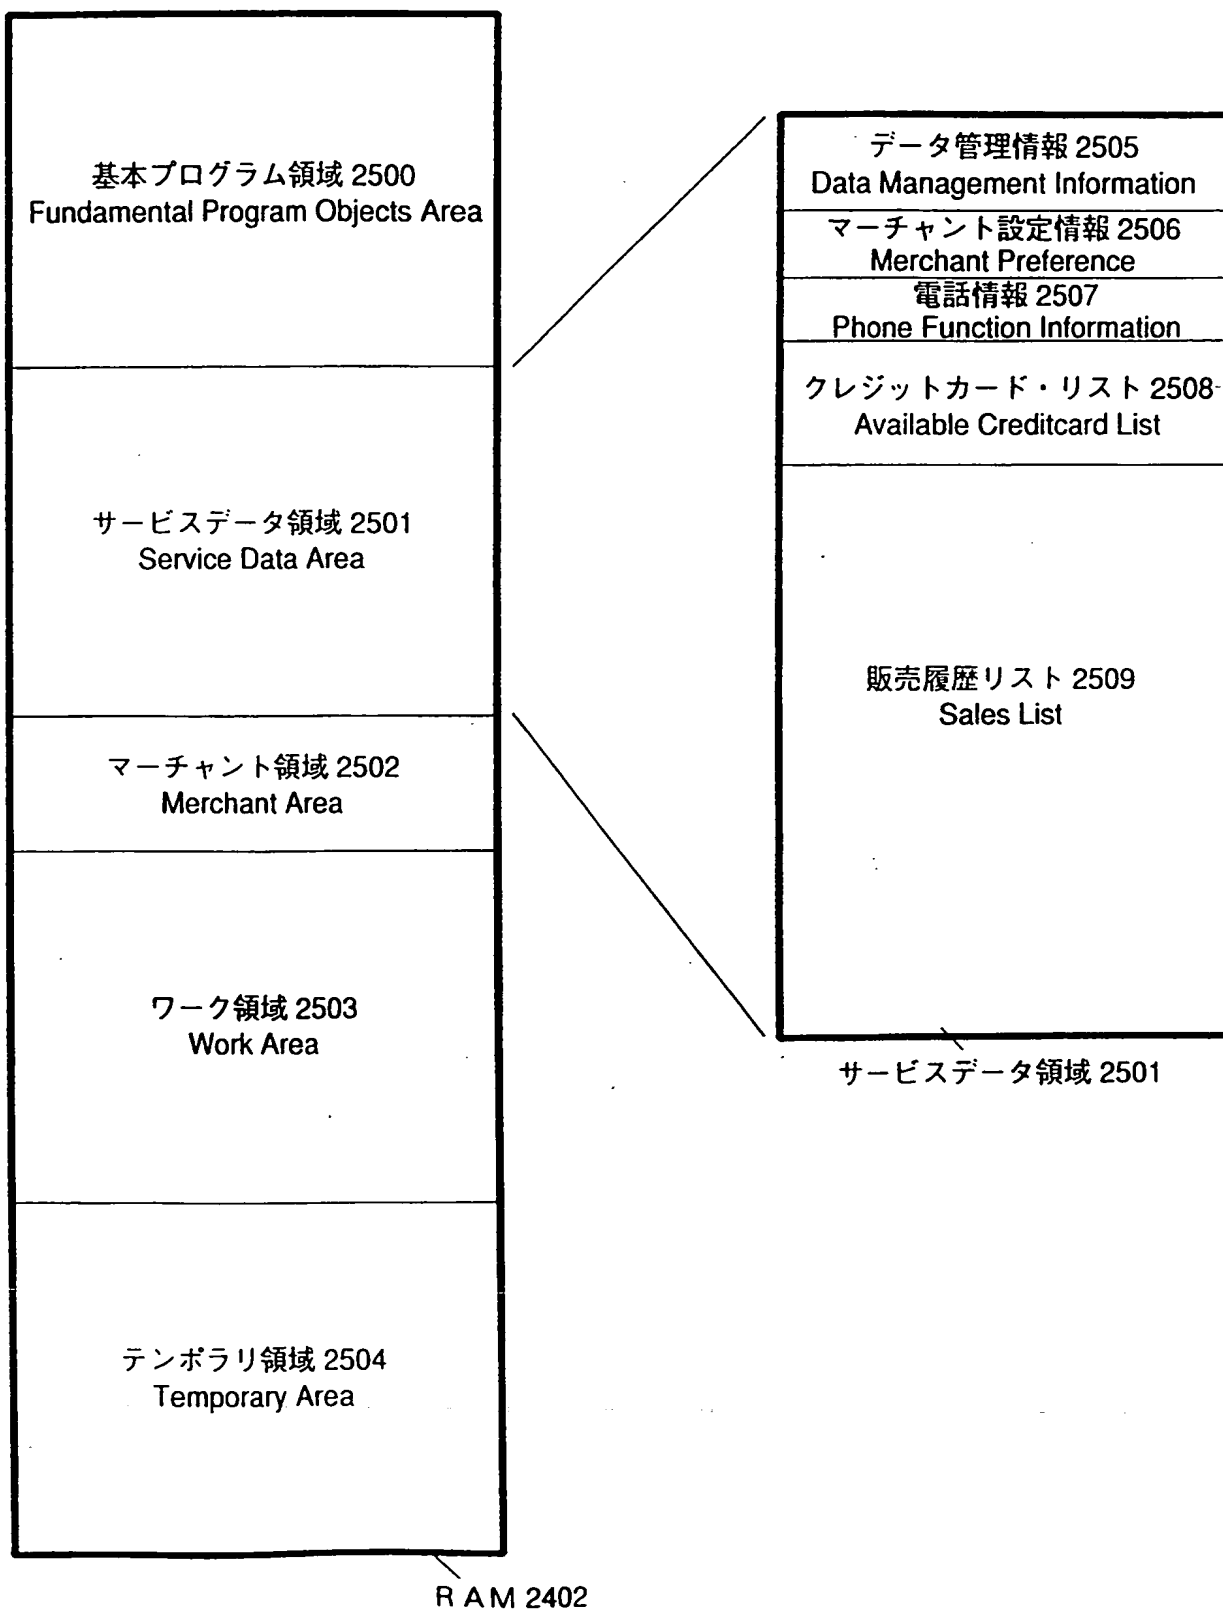 基本プログラム領域 2500
Fundamental Program Objects Area
サービスデータ領域 2501
Service Data Area
マーチャント領域 2502
Merchant Area
ワーク領域 2503
Work Area
テンポラリ領域 2504
Temporary Area
RAM 2402
データ管理情報 2505
Data Management Information
マーチャント設定情報 2506
Merchant Preference
電話情報 2507
Phone Function Information
クレジットカード・リスト 2508
Available Creditcard List
販売履歴リスト 2509
Sales List
サービスデータ領域 2501